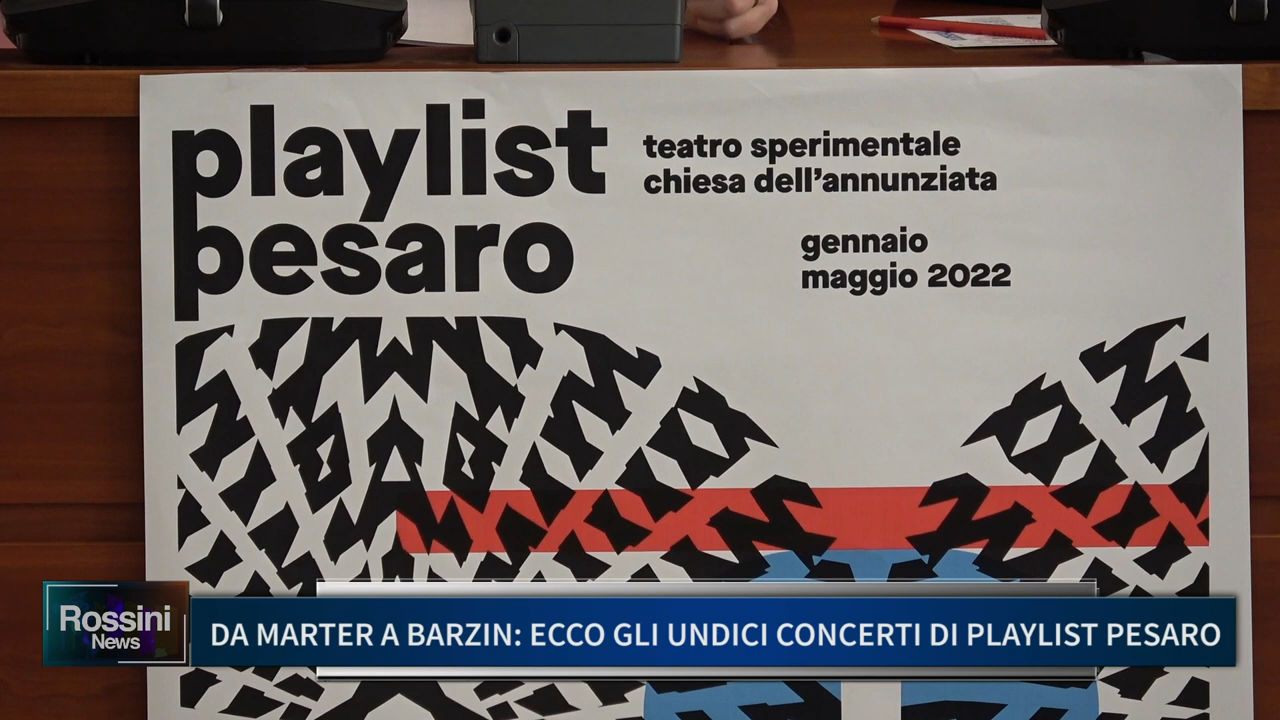 playlist
pesaro
teatro sperimentale
chiesa dell'annunziata
gennaio
maggio 2022
Rossini
News
DA MARTER A BARZIN: ECCO GLI UNDICI CONCERTI DI PLAYLIST PESARO